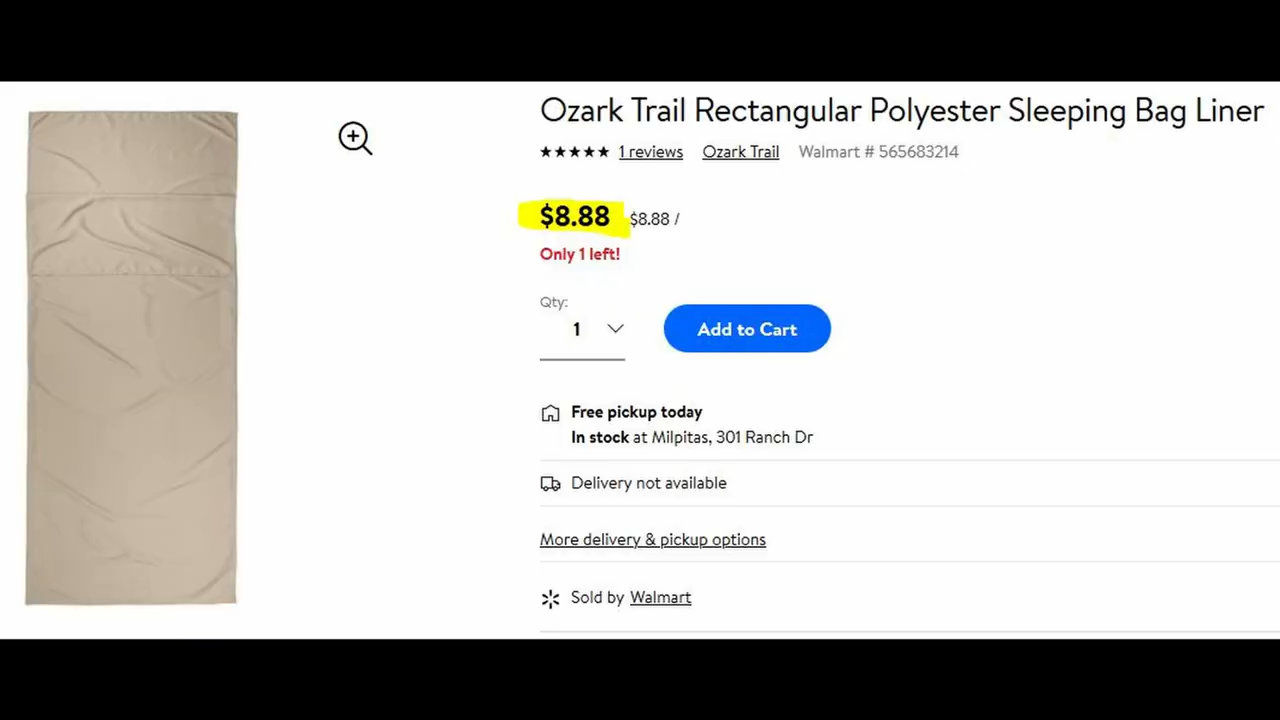 Ozark Trail Rectangular Polyester Sleeping Bag Liner
★★★★★ 1 reviews Ozark Trail Walmart # 565683214
$8.88 $8.88 /
Only 1 left!
Qty:
1 Add to Cart
Free pickup today
In stock at Milpitas, 301 Ranch Dr
Delivery not available
More delivery & pickup options
Sold by Walmart